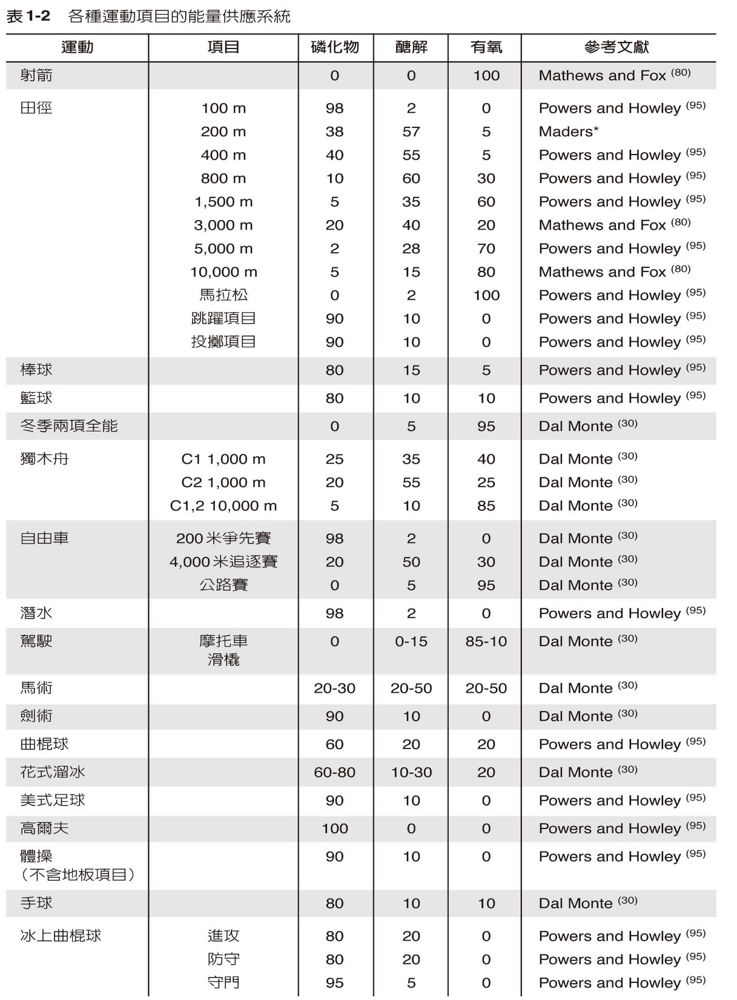 表 1-2 各種運動項目的能量供應系統
運動 項目 磷化物 醣解 有氧 參考文獻
射箭 0 0 100 Mathews and Fox (80)
田徑 100 m 98 2 0 Powers and Howley (95)
200 m 38 57 5 Maders*
400 m 40 55 5 Powers and Howley (95)
800 m 10 60 30 Powers and Howley (95)
1,500 m 5 35 60 Powers and Howley (95)
3,000 m 20 40 20 Mathews and Fox (80)
5,000 m 2 28 70 Powers and Howley (95)
10,000 m 5 15 80 Mathews and Fox (80)
馬拉松 0 2 100 Powers and Howley (95)
跳躍項目 90 10 0 Powers and Howley (95)
投擲項目 90 10 0 Powers and Howley (95)
棒球 80 15 5 Powers and Howley (95)
籃球 80 10 10 Powers and Howley (95)
冬季兩項全能 0 5 95 Dal Monte (30)
獨木舟 C1 1,000 m 25 35 40 Dal Monte (30)
C2 1,000 m 20 55 25 Dal Monte (30)
C1,2 10,000 m 5 10 85 Dal Monte (30)
自由車 200 米爭先賽 98 2 0 Dal Monte (30)
4,000 米追逐賽 20 50 30 Dal Monte (30)
公路賽 0 5 95 Dal Monte (30)
潛水 98 2 0 Powers and Howley (95)
駕駛 摩托車 0 0-15 85-10 Dal Monte (30)
滑橇
馬術 20-30 20-50 20-50 Dal Monte (30)
劍術 90 10 0 Dal Monte (30)
曲棍球 60 20 20 Powers and Howley (95)
花式溜冰 60-80 10-30 20 Dal Monte (30)
美式足球 90 10 0 Powers and Howley (95)
高爾夫 100 0 0 Powers and Howley (95)
體操 90 10 0 Powers and Howley (95)
（不含地板項目）
手球 80 10 10 Dal Monte (30)
冰上曲棍球 進攻 80 20 0 Powers and Howley (95)
防守 80 20 0 Powers and Howley (95)
守門 95 5 0 Powers and Howley (95)